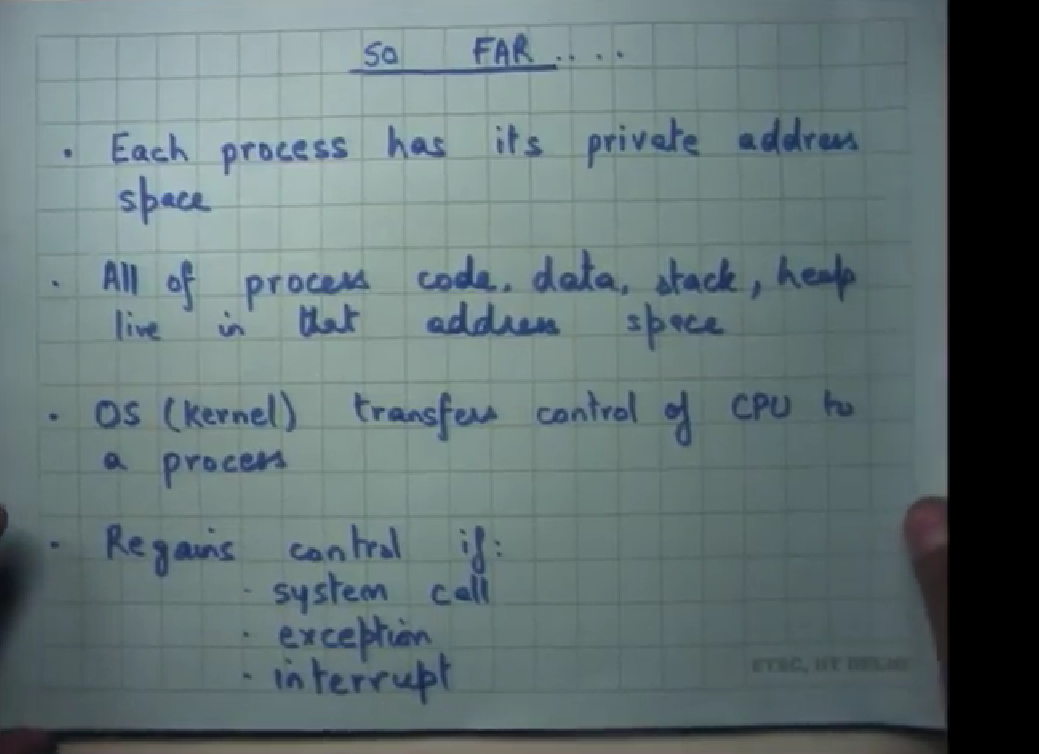 SO FAR ....
• Each process has its private address
space
• All of process code, data, stack, heap
live in that address space
• OS (kernel) transfers control of CPU to
a process
• Regains control if:
• system call
• exception
• interrupt
ETSC, IIT DELHI